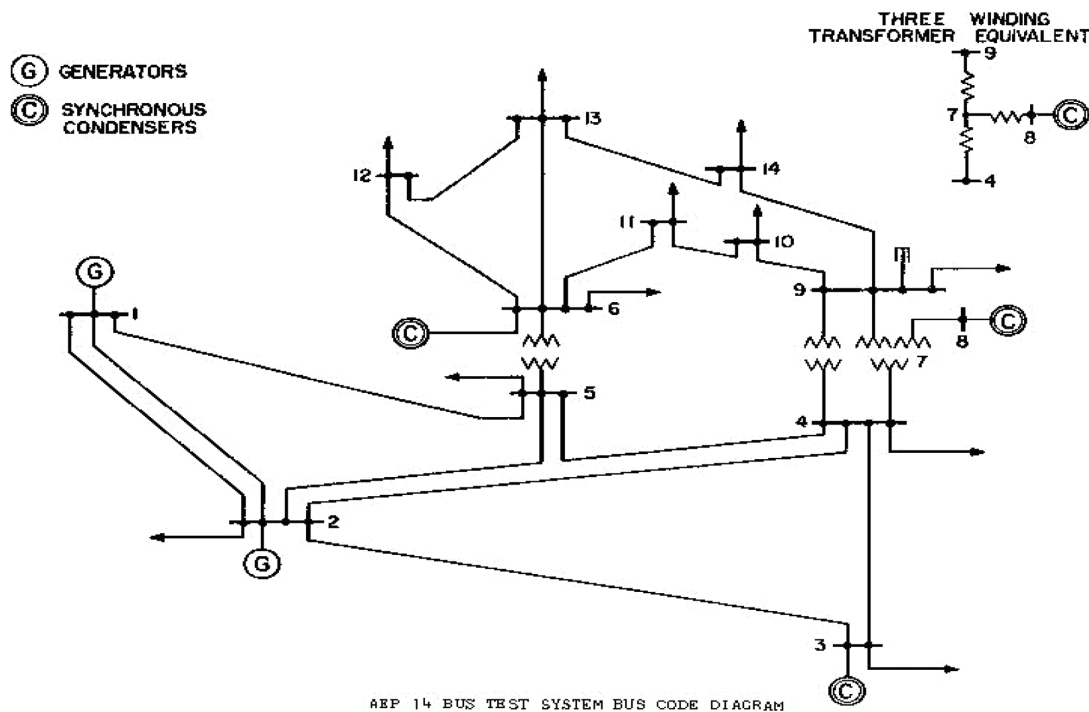 THREE WINDING
TRANSFORMER EQUIVALENT
9
7
C
8
4
G GENERATORS
C SYNCHRONOUS
CONDENSERS
13
12
14
11
10
G
1
9
6
C
8
C
7
5
4
2
G
3
C
AEP 14 BUS TEST SYSTEM BUS CODE DIAGRAM